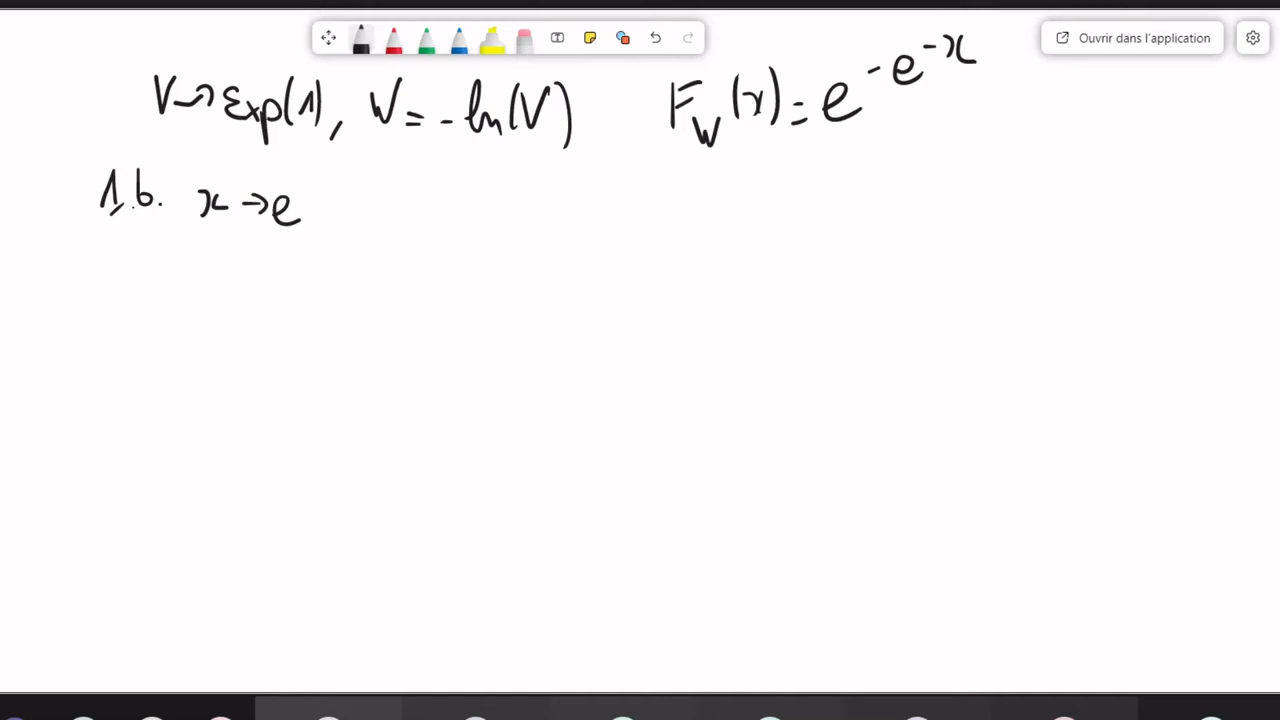 Ouvrir dans l'application
V ↝ Exp(1), W = -ln(V) F_W(x) = e^{-e^{-x}}
1.b. x → e